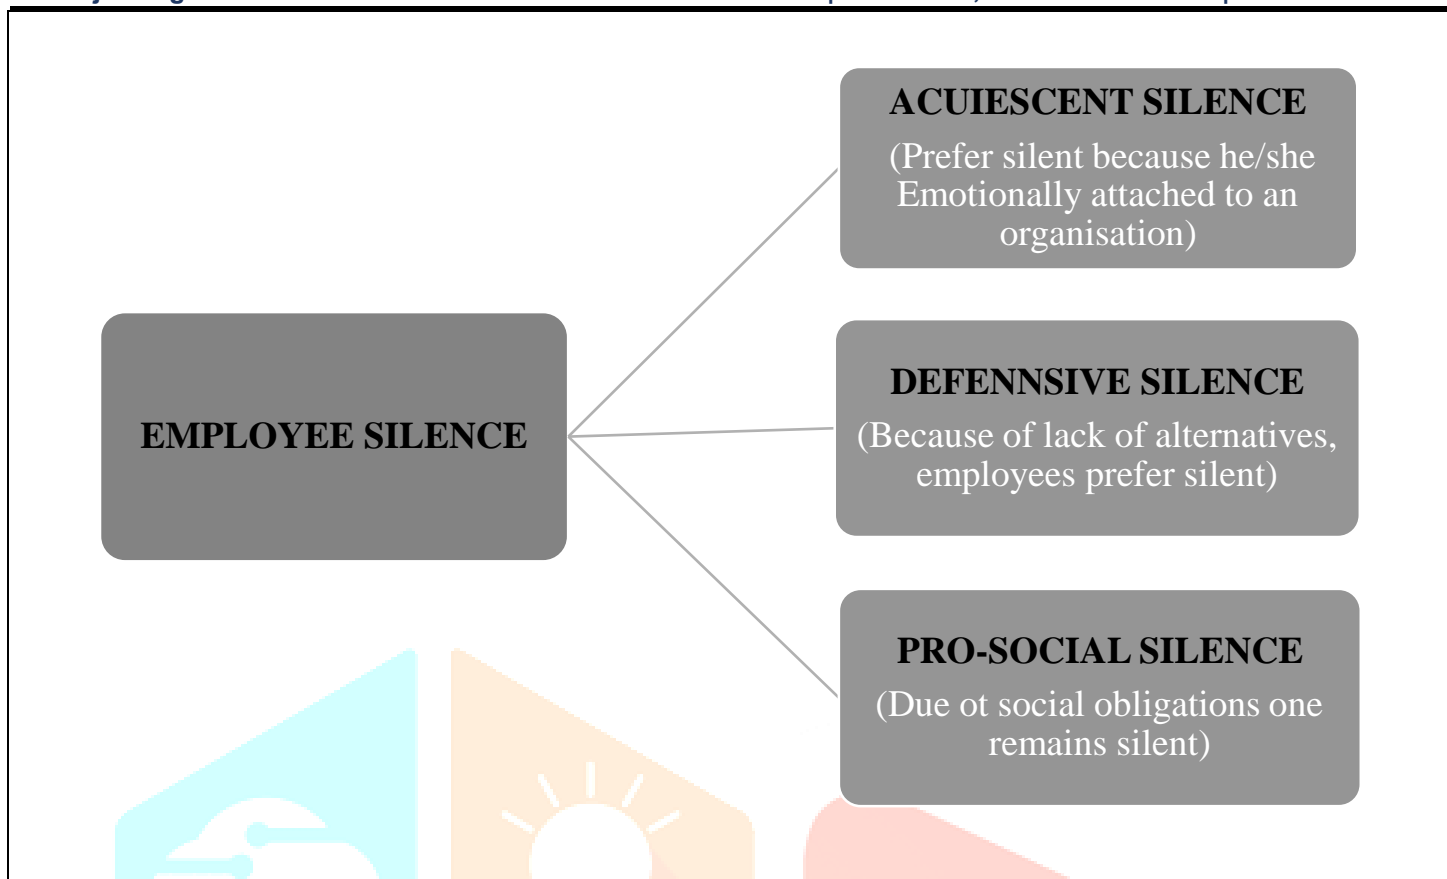 EMPLOYEE SILENCE
ACUIESCENT SILENCE
(Prefer silent because he/she
Emotionally attached to an
organisation)
DEFENNSIVE SILENCE
(Because of lack of alternatives,
employees prefer silent)
PRO-SOCIAL SILENCE
(Due ot social obligations one
remains silent)